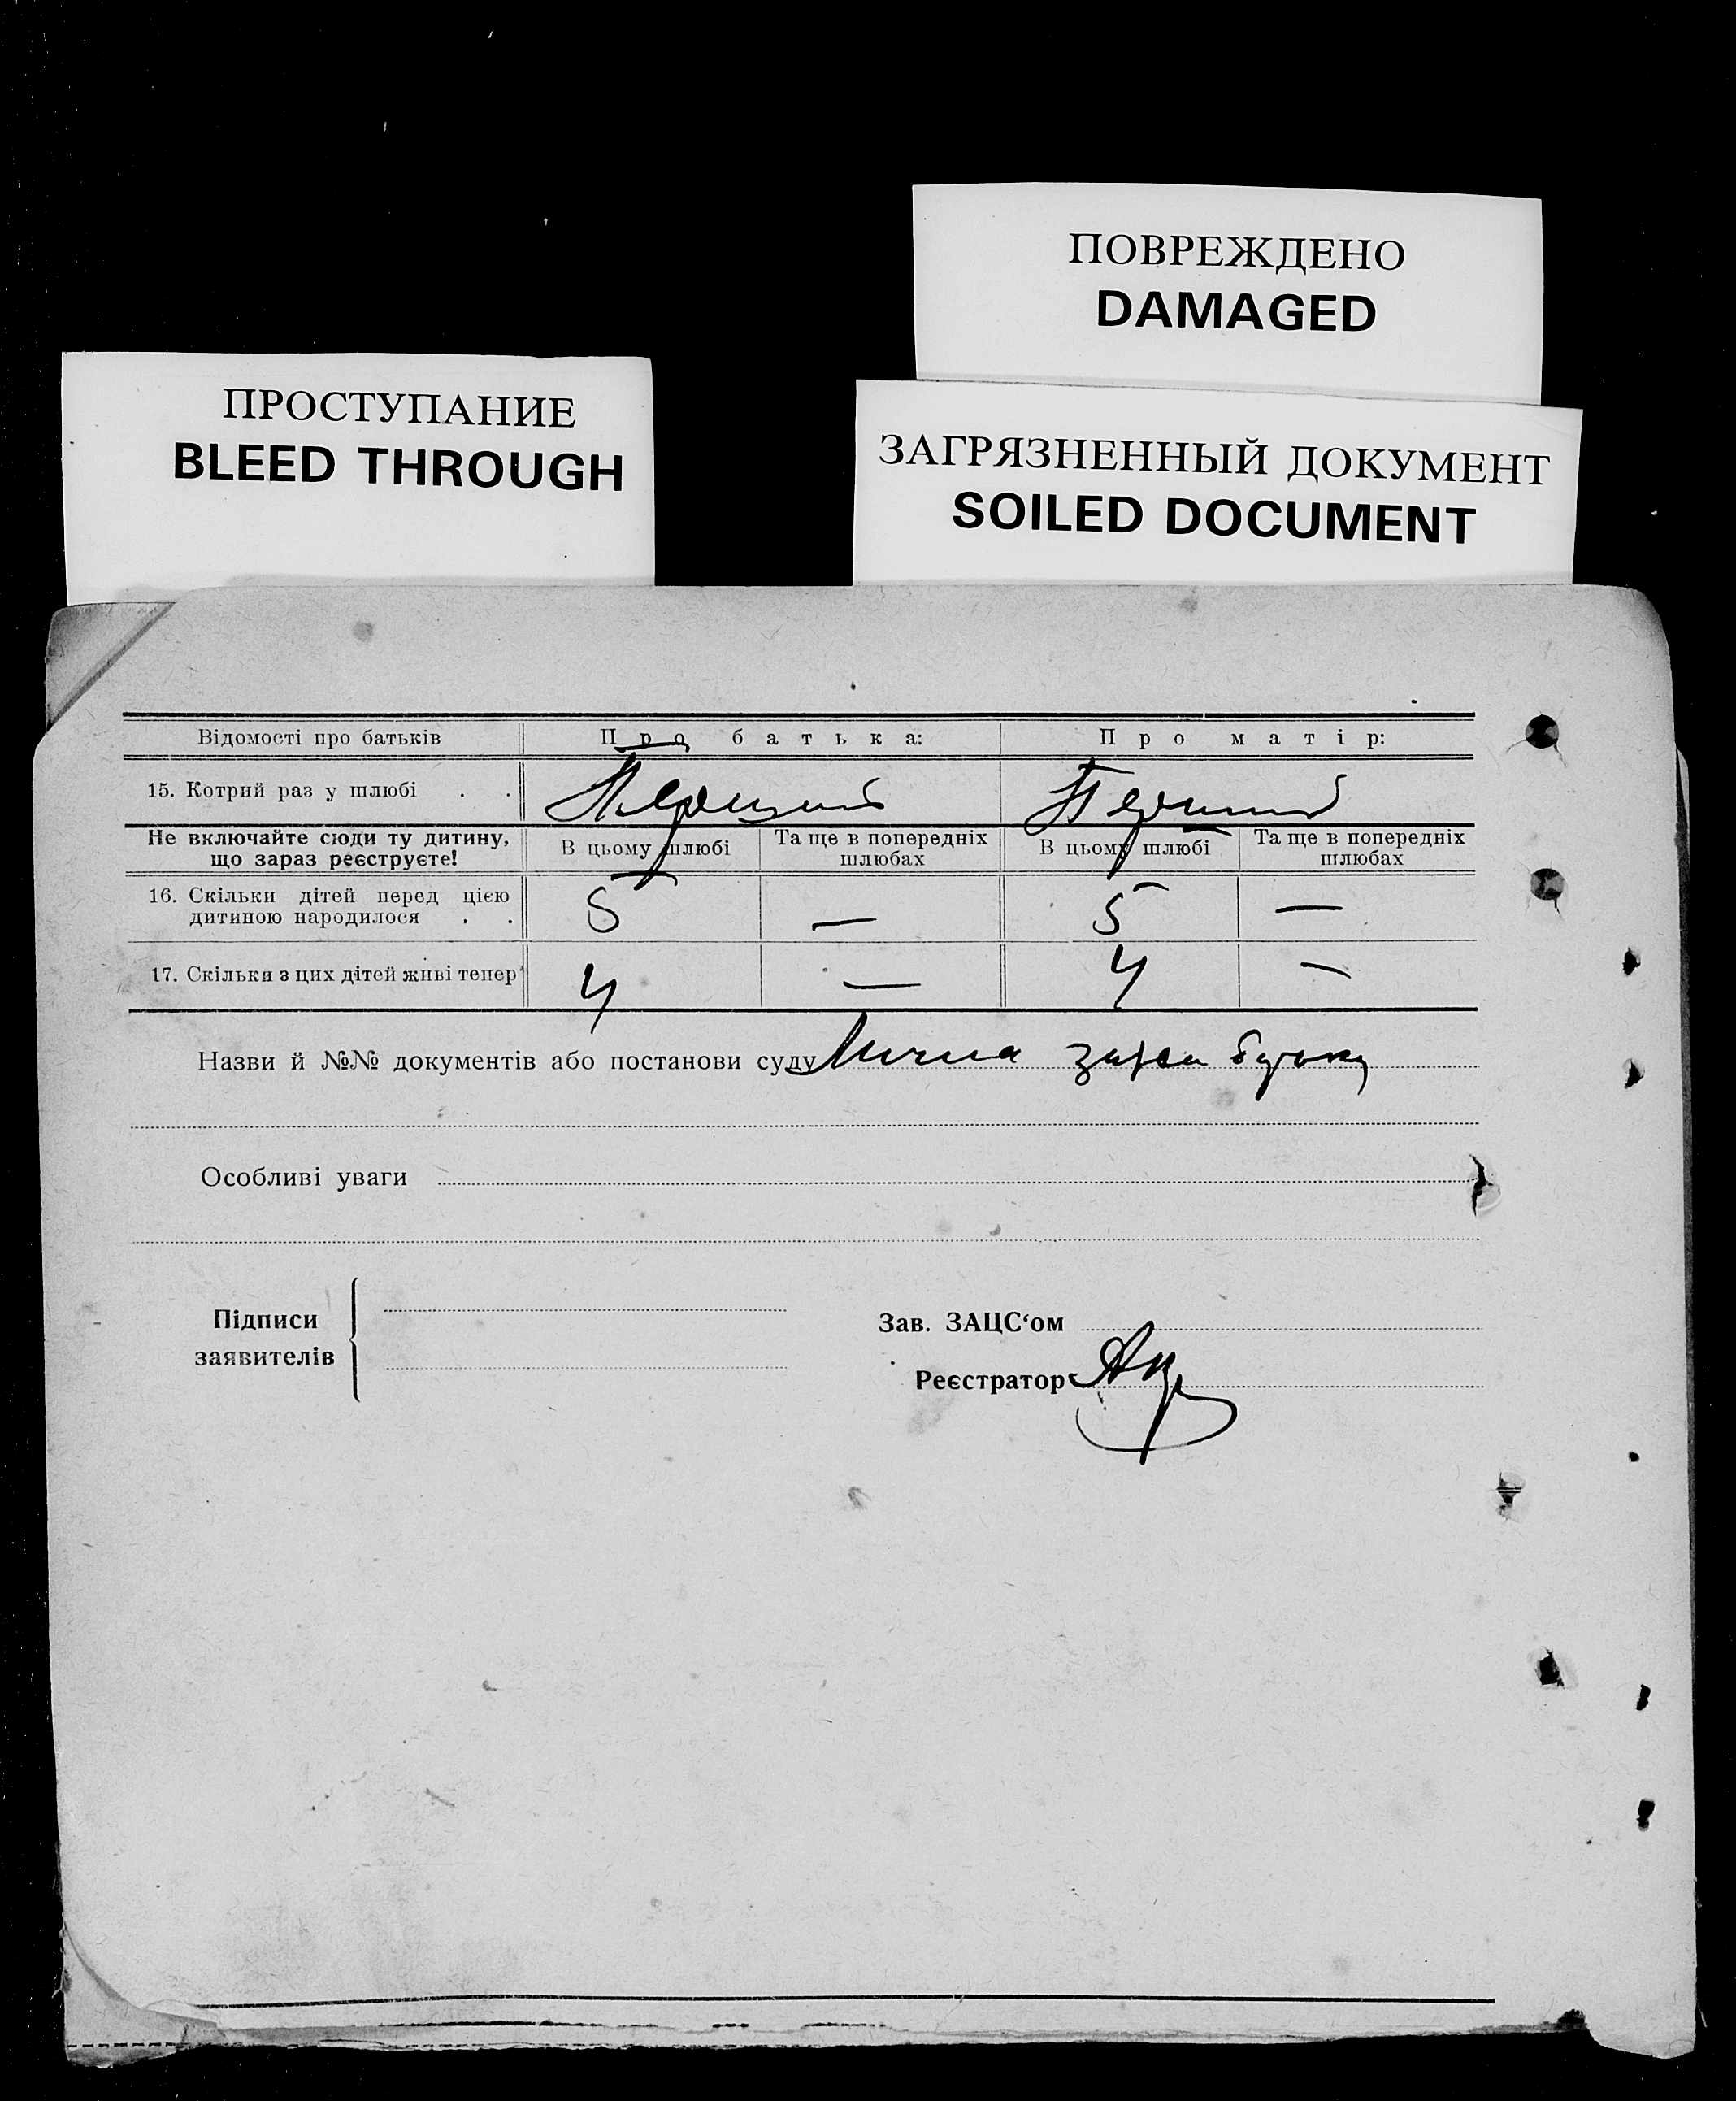 ПОВРЕЖДЕНО
DAMAGED
ПРОСТУПАНИЕ
BLEED THROUGH
ЗАГРЯЗНЕННЫЙ ДОКУМЕНТ
SOILED DOCUMENT
Відомості про батьків Про батька: Про матір:
15. Котрий раз у шлюбі . . Перший Перший
Не включайте сюди ту дитину, що зараз реєструєте! В цьому шлюбі Та ще в попередніх шлюбах В цьому шлюбі Та ще в попередніх шлюбах
16. Скільки дітей перед цією
дитиною народилося . . 5 — 5 —
17. Скільки з цих дітей живі тепер 4 — 4 —
Назви й №№ документів або постанови суду Лична заява батька
Особливі уваги
Підписи
заявителів
Зав. ЗАЦС'ом
Реєстратор